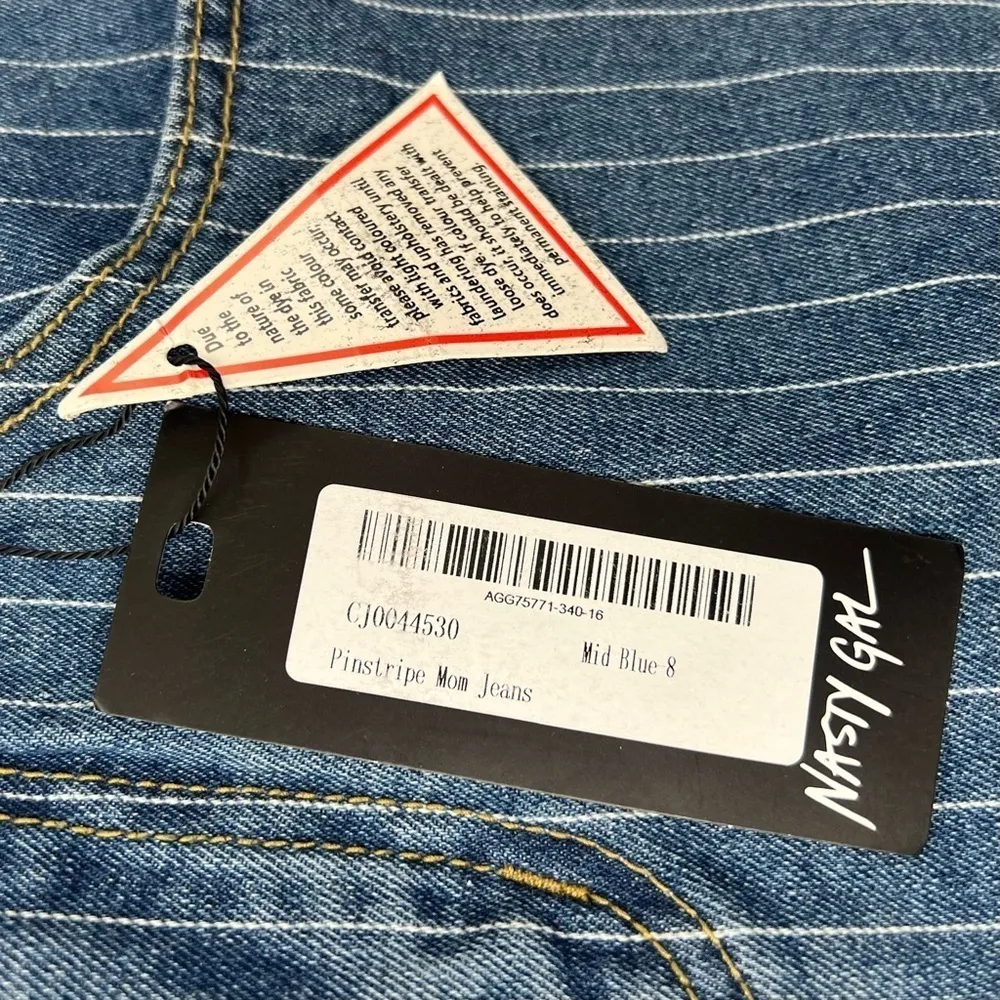 Due
to the
nature of
the dye in
this fabric
some colour
transfer may occur,
please avoid contact
with light coloured
fabrics and upholstery until
laundering has removed any
loose dye. If colour transfer
does occur, it should be dealt with
immediately to help prevent
permanent staining.
AGG75771-340-16
CJ0044530
Mid Blue-8
Pinstripe Mom Jeans
NASTY GAL